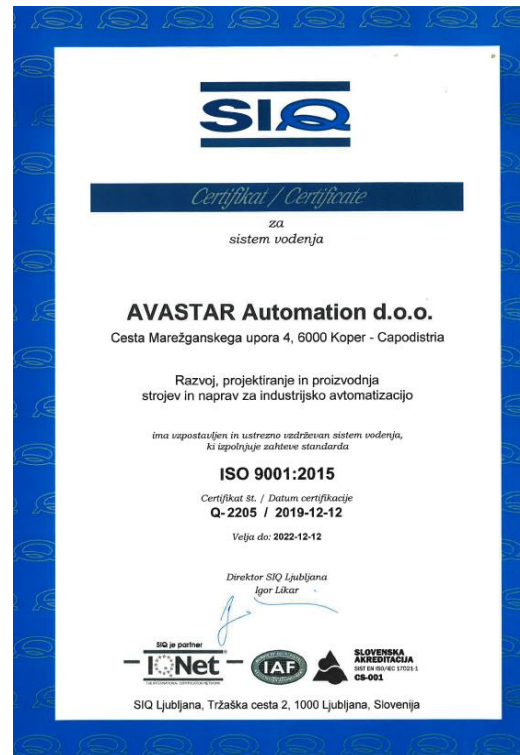 SIQ
Certifikat / Certificate
za
sistem vodenja
AVASTAR Automation d.o.o.
Cesta Marežganskega upora 4, 6000 Koper - Capodistria
Razvoj, projektiranje in proizvodnja
strojev in naprav za industrijsko avtomatizacijo
ima vzpostavljen in ustrezno vzdrževan sistem vodenja,
ki izpolnjuje zahteve standarda
ISO 9001:2015
Certifikat št. / Datum certifikacije
Q-2205 / 2019-12-12
Velja do: 2022-12-12
Direktor SIQ Ljubljana
Igor Likar
SIQ je partner
IQNet
THE INTERNATIONAL CERTIFICATION NETWORK
IAF
SLOVENSKA
AKREDITACIJA
SIST EN ISO/IEC 17021-1
CS-001
SIQ Ljubljana, Tržaška cesta 2, 1000 Ljubljana, Slovenija